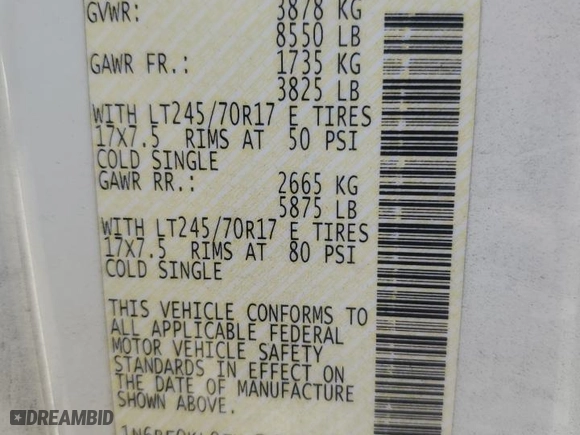 GVWR: 3878 KG
8550 LB
GAWR FR.: 1735 KG
3825 LB
WITH LT245/70R17 E TIRES
17X7.5 RIMS AT 50 PSI
COLD SINGLE
GAWR RR.: 2665 KG
5875 LB
WITH LT245/70R17 E TIRES
17X7.5 RIMS AT 80 PSI
COLD SINGLE
THIS VEHICLE CONFORMS TO
ALL APPLICABLE FEDERAL
MOTOR VEHICLE SAFETY
STANDARDS IN EFFECT ON
THE DATE OF MANUFACTURE
SHOWN ABOVE.
DREAMBID